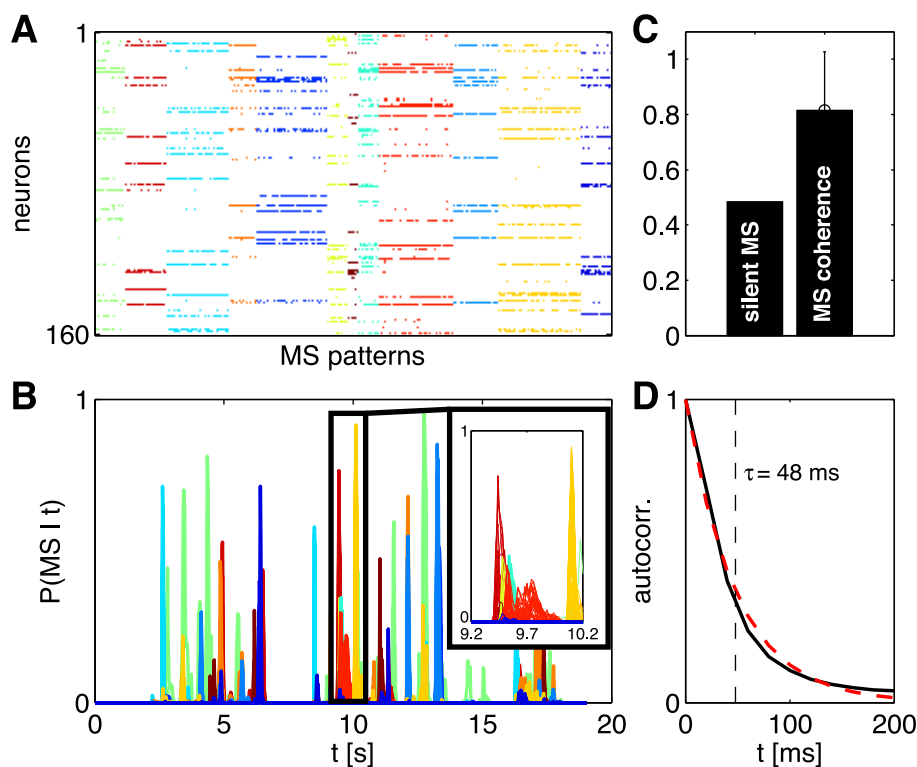 A
1
neurons
160
MS patterns
C
1
0.8
0.6
0.4
0.2
0
silent MS
MS coherence
B
1
P(MS I t)
0
0
5
10
15
20
t [s]
1
0
9.2
9.7
10.2
D
1
autocorr.
0
τ = 48 ms
0
100
200
t [ms]